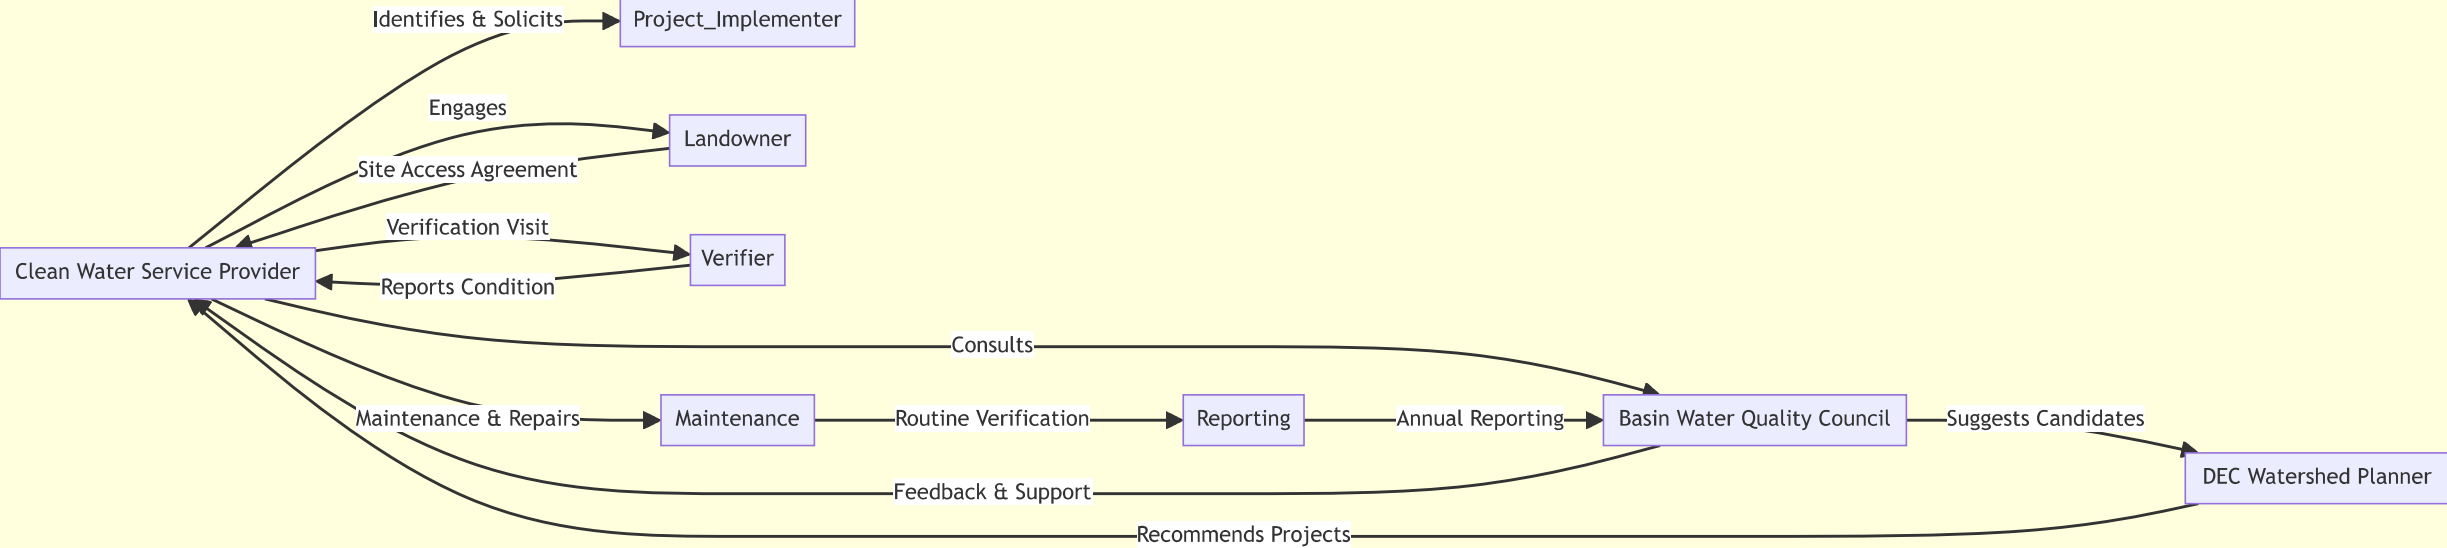 Identifies & Solicits
Project_Implementer
Engages
Landowner
Site Access Agreement
Verification Visit
Verifier
Clean Water Service Provider
Reports Condition
Consults
Maintenance & Repairs
Maintenance
Routine Verification
Reporting
Annual Reporting
Basin Water Quality Council
Suggests Candidates
DEC Watershed Planner
Feedback & Support
Recommends Projects